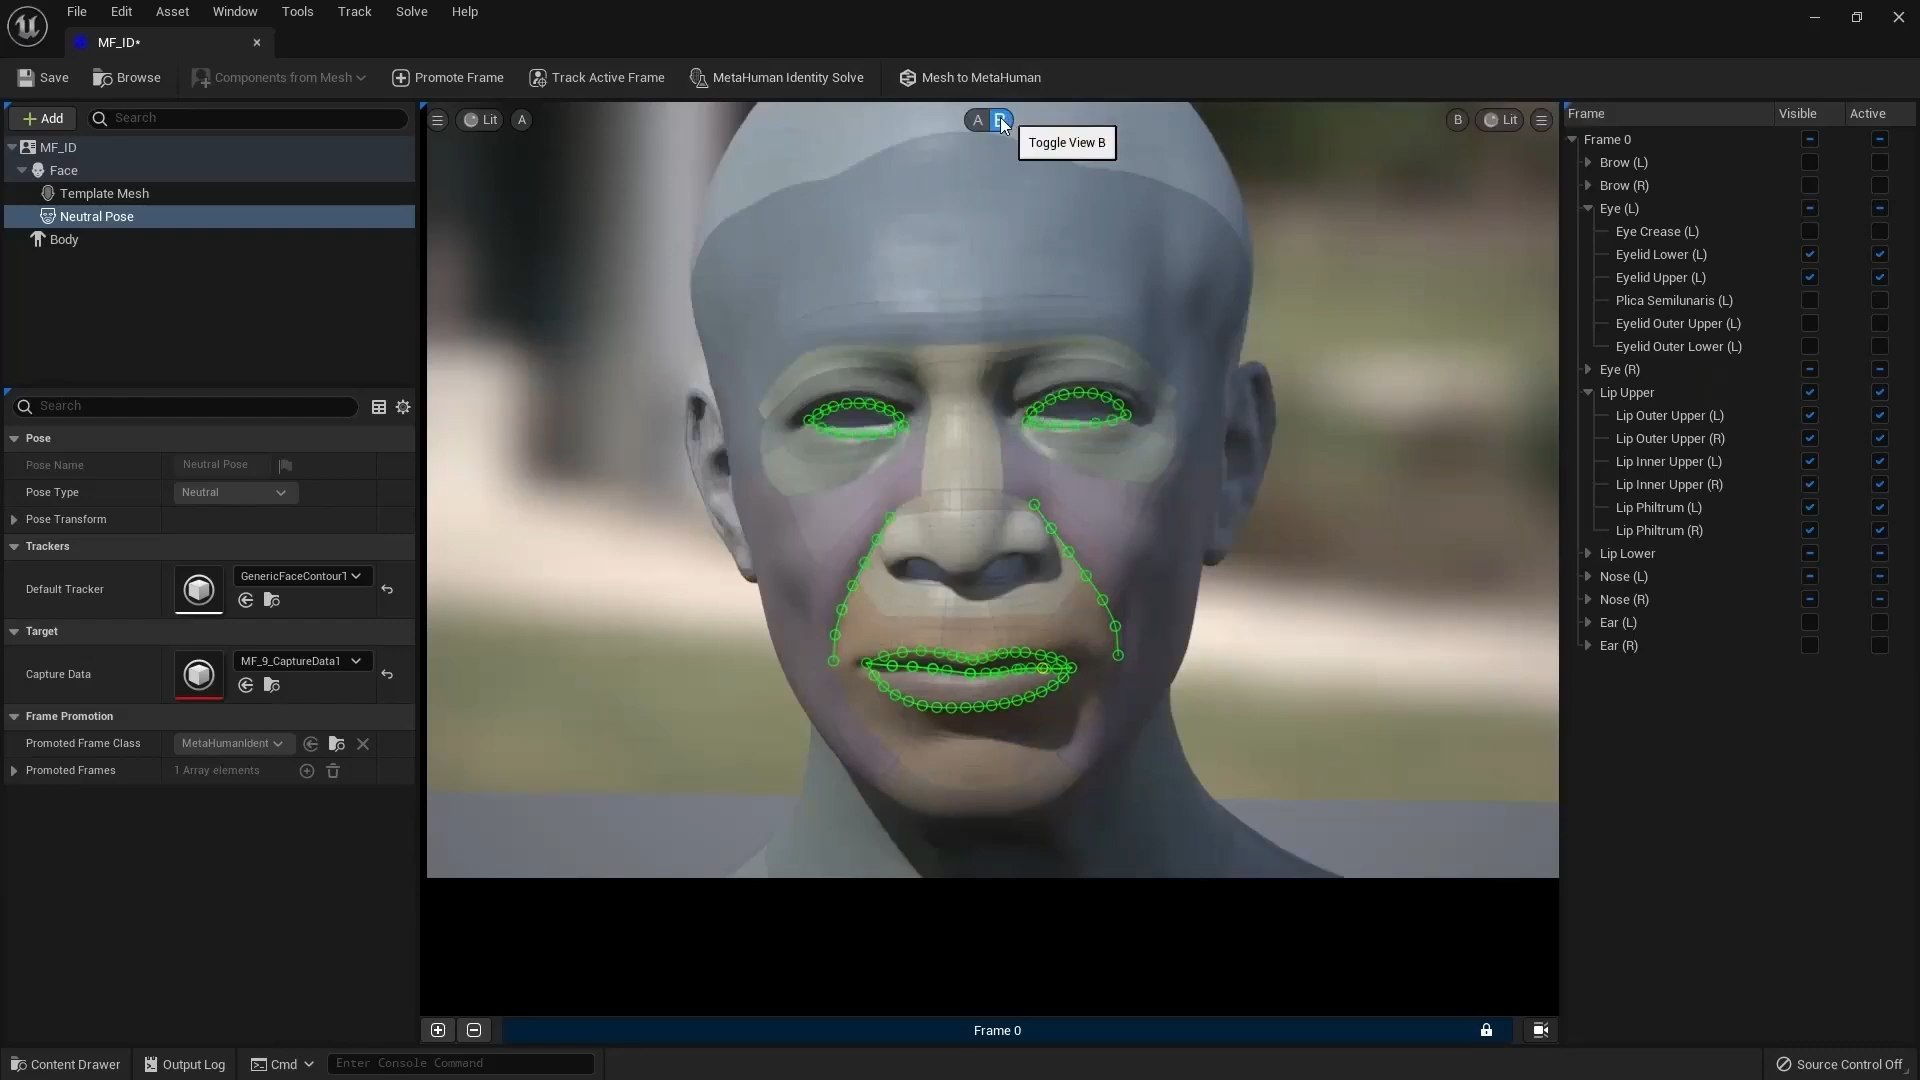 File Edit Asset Window Tools Track Solve Help
MF_ID*
Save Browse Components from Mesh Promote Frame Track Active Frame MetaHuman Identity Solve Mesh to MetaHuman
Add Search
MF_ID
Face
Template Mesh
Neutral Pose
Body
Search
Pose
Pose Name Neutral Pose
Pose Type Neutral
Pose Transform
Trackers
Default Tracker GenericFaceContourT
Target
Capture Data MF_9_CaptureData1
Frame Promotion
Promoted Frame Class MetaHumanIdent
Promoted Frames 1 Array elements
Lit A A B B Lit
Toggle View B
Frame 0
Frame Visible Active
Frame 0
Brow (L)
Brow (R)
Eye (L)
Eye Crease (L)
Eyelid Lower (L)
Eyelid Upper (L)
Plica Semilunaris (L)
Eyelid Outer Upper (L)
Eyelid Outer Lower (L)
Eye (R)
Lip Upper
Lip Outer Upper (L)
Lip Outer Upper (R)
Lip Inner Upper (L)
Lip Inner Upper (R)
Lip Philtrum (L)
Lip Philtrum (R)
Lip Lower
Nose (L)
Nose (R)
Ear (L)
Ear (R)
Content Drawer Output Log Cmd Enter Console Command Source Control Off